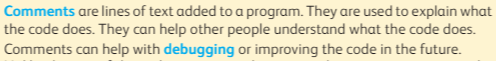 Comments are lines of text added to a program. They are used to explain what
the code does. They can help other people understand what the code does.
Comments can help with debugging or improving the code in the future.